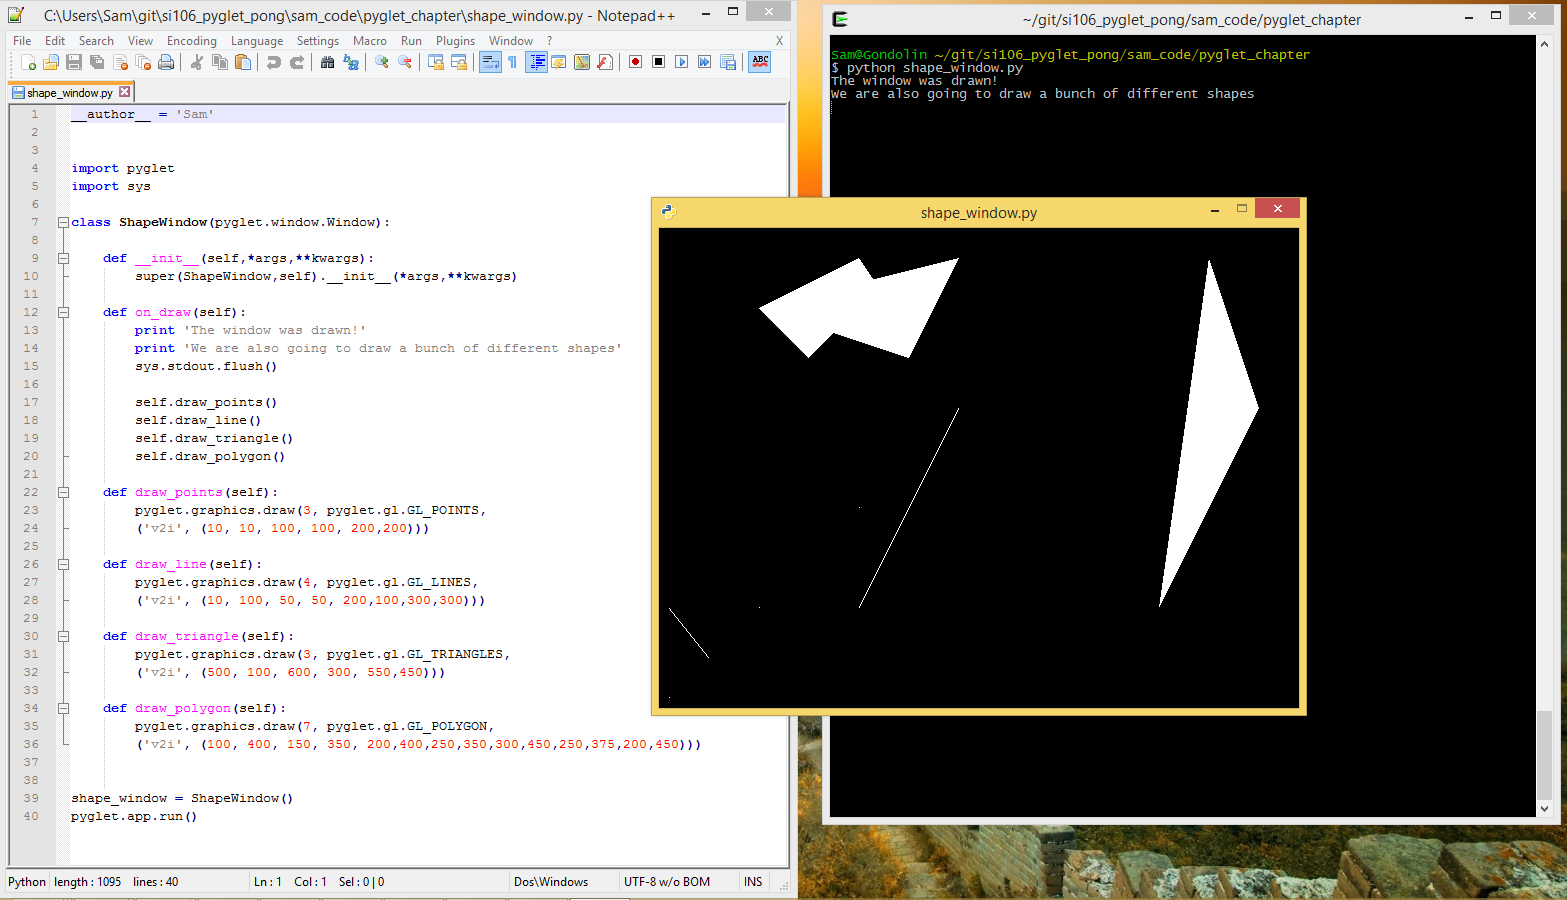 C:\Users\Sam\git\si106_pyglet_pong\sam_code\pyglet_chapter\shape_window.py - Notepad++
File Edit Search View Encoding Language Settings Macro Run Plugins Window ? X
ABC
shape_window.py
1 __author__ = 'Sam'
2
3
4 import pyglet
5 import sys
6
7 class ShapeWindow(pyglet.window.Window):
8
9 def __init__(self,*args,**kwargs):
10 super(ShapeWindow,self).__init__(*args,**kwargs)
11
12 def on_draw(self):
13 print 'The window was drawn!'
14 print 'We are also going to draw a bunch of different shapes'
15 sys.stdout.flush()
16
17 self.draw_points()
18 self.draw_line()
19 self.draw_triangle()
20 self.draw_polygon()
21
22 def draw_points(self):
23 pyglet.graphics.draw(3, pyglet.gl.GL_POINTS,
24 ('v2i', (10, 10, 100, 100, 200,200)))
25
26 def draw_line(self):
27 pyglet.graphics.draw(4, pyglet.gl.GL_LINES,
28 ('v2i', (10, 100, 50, 50, 200,100,300,300)))
29
30 def draw_triangle(self):
31 pyglet.graphics.draw(3, pyglet.gl.GL_TRIANGLES,
32 ('v2i', (500, 100, 600, 300, 550,450)))
33
34 def draw_polygon(self):
35 pyglet.graphics.draw(7, pyglet.gl.GL_POLYGON,
36 ('v2i', (100, 400, 150, 350, 200,400,250,350,300,450,250,375,200,450)))
37
38
39 shape_window = ShapeWindow()
40 pyglet.app.run()
Python length : 1095 lines : 40 Ln : 1 Col : 1 Sel : 0 | 0 Dos\Windows UTF-8 w/o BOM INS
~/git/si106_pyglet_pong/sam_code/pyglet_chapter
Sam@Gondolin ~/git/si106_pyglet_pong/sam_code/pyglet_chapter
$ python shape_window.py
The window was drawn!
We are also going to draw a bunch of different shapes
shape_window.py